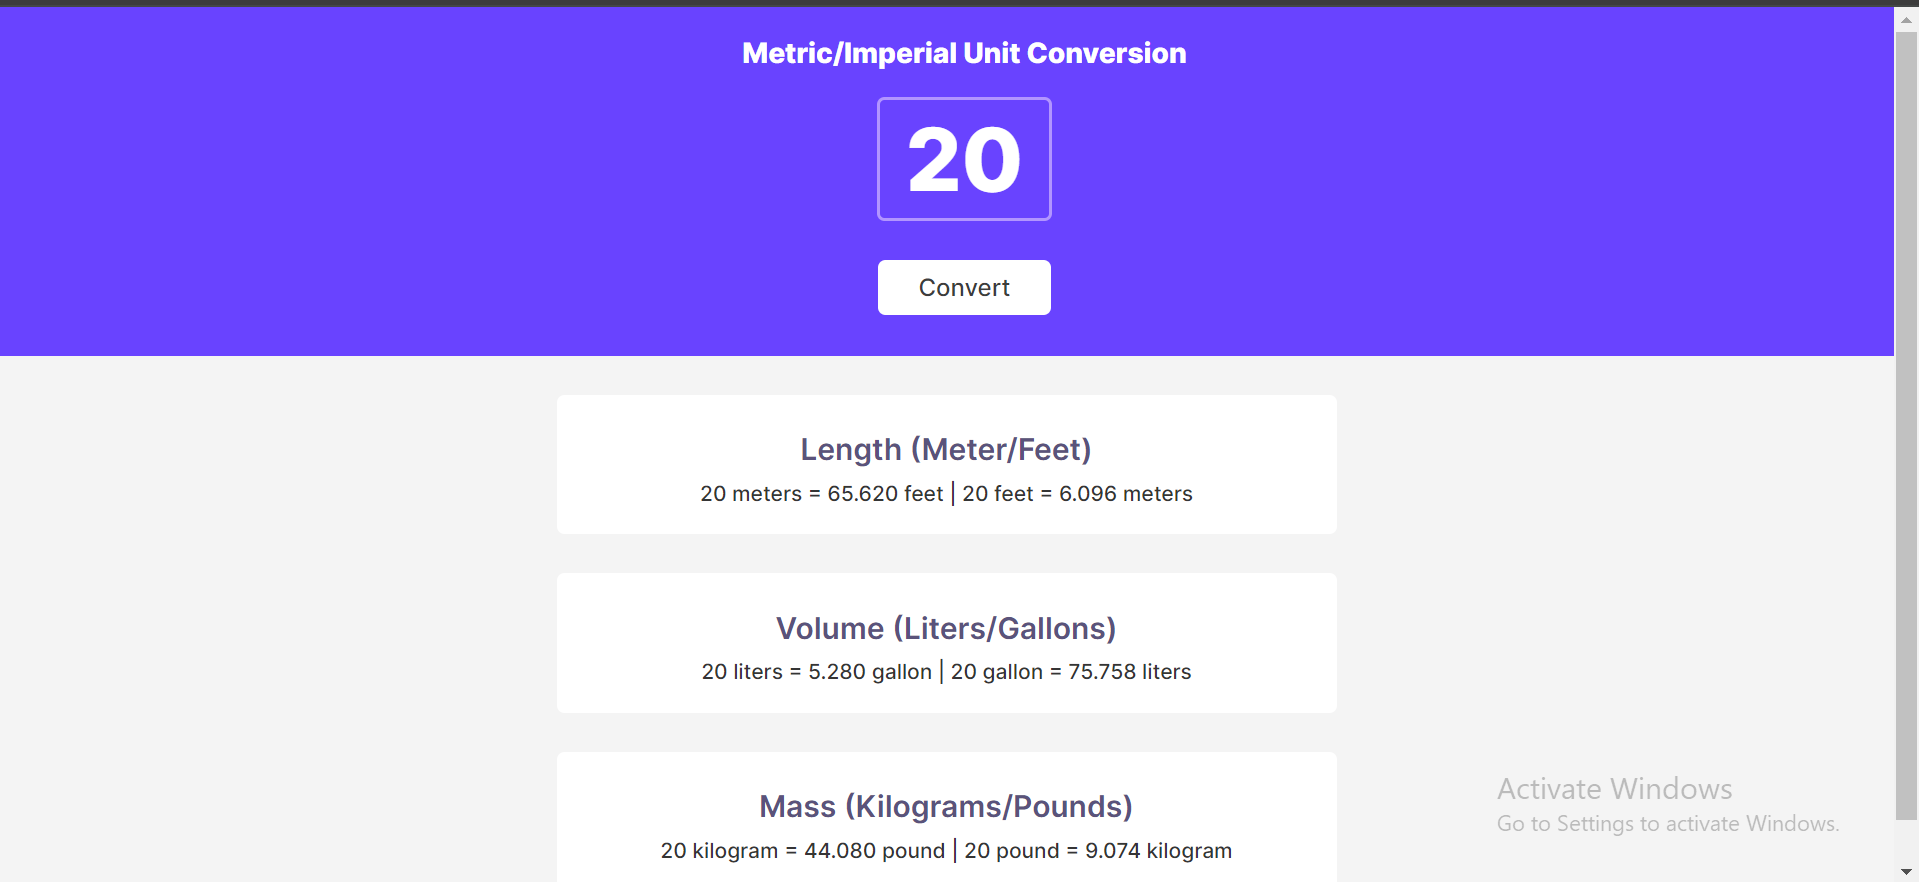 Metric/Imperial Unit Conversion
20
Convert
Length (Meter/Feet)
20 meters = 65.620 feet | 20 feet = 6.096 meters
Volume (Liters/Gallons)
20 liters = 5.280 gallon | 20 gallon = 75.758 liters
Mass (Kilograms/Pounds)
20 kilogram = 44.080 pound | 20 pound = 9.074 kilogram
Activate Windows
Go to Settings to activate Windows.